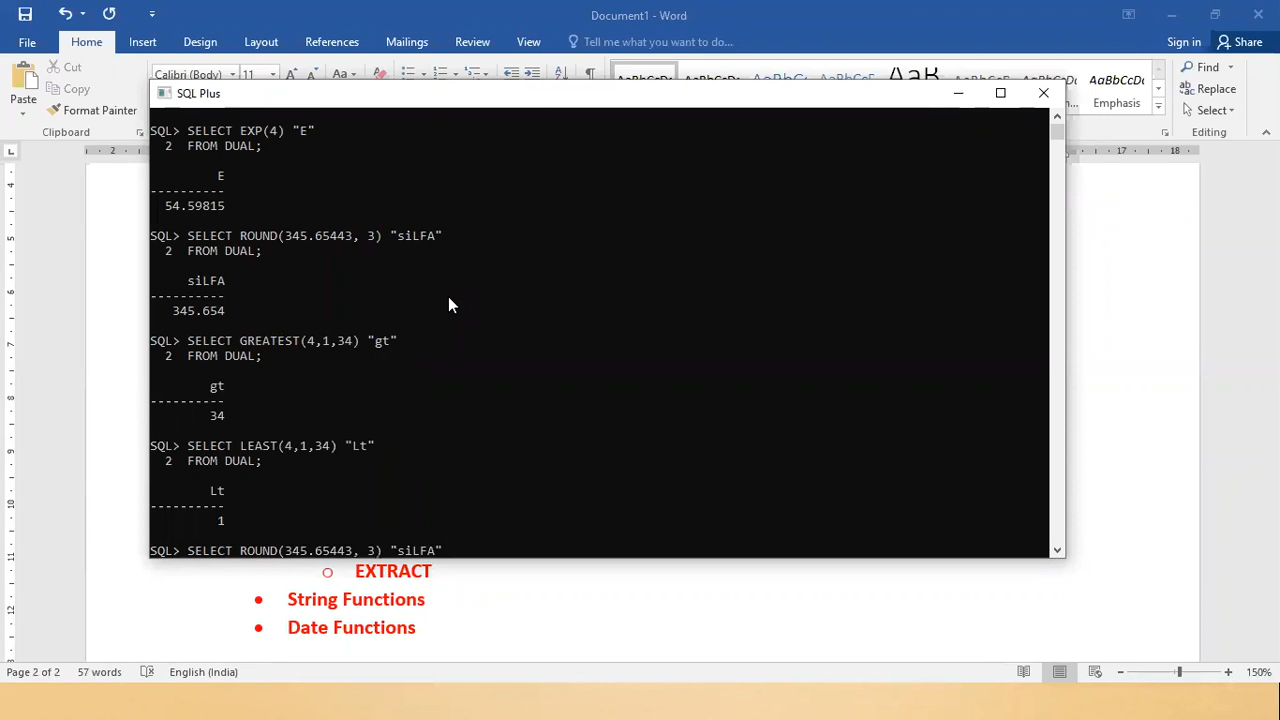 Document1 - Word
File Home Insert Design Layout References Mailings Review View Tell me what you want to do... Sign in Share
Cut
Copy
Format Painter
Paste
Clipboard
Calibri (Body) 11
Find
Replace
Select
Editing
Emphasis
2 17 18
SQL Plus
SQL> SELECT EXP(4) "E"
2 FROM DUAL;
E
----------
54.59815
SQL> SELECT ROUND(345.65443, 3) "siLFA"
2 FROM DUAL;
siLFA
----------
345.654
SQL> SELECT GREATEST(4,1,34) "gt"
2 FROM DUAL;
gt
----------
34
SQL> SELECT LEAST(4,1,34) "Lt"
2 FROM DUAL;
Lt
----------
1
SQL> SELECT ROUND(345.65443, 3) "siLFA"
o EXTRACT
• String Functions
• Date Functions
Page 2 of 2 57 words English (India) 150%